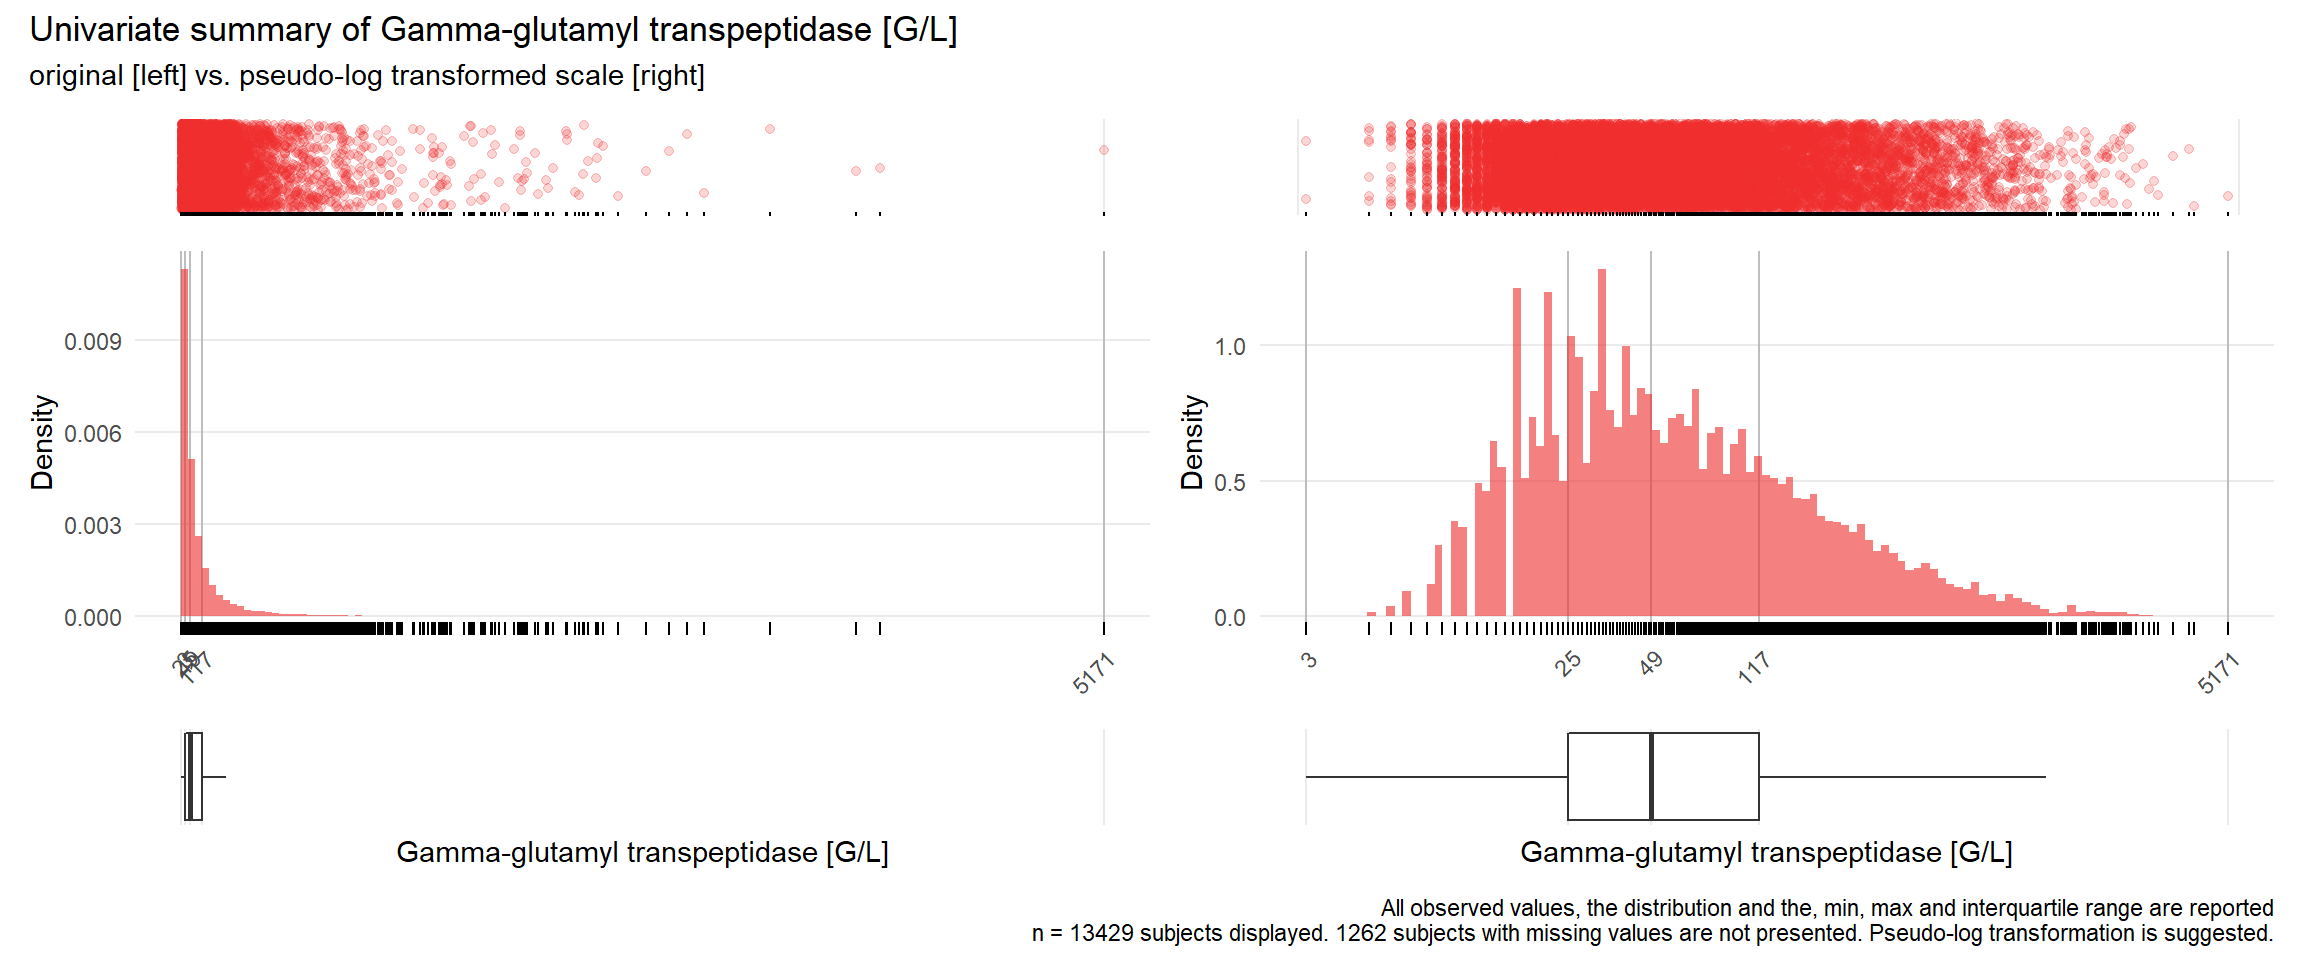 Univariate summary of Gamma-glutamyl transpeptidase [G/L]
original [left] vs. pseudo-log transformed scale [right]
Density
0.009
0.006
0.003
0.000
117
5171
Gamma-glutamyl transpeptidase [G/L]
Density
1.0
0.5
0.0
3
25
49
117
5171
Gamma-glutamyl transpeptidase [G/L]
All observed values, the distribution and the, min, max and interquartile range are reported
n = 13429 subjects displayed. 1262 subjects with missing values are not presented. Pseudo-log transformation is suggested.